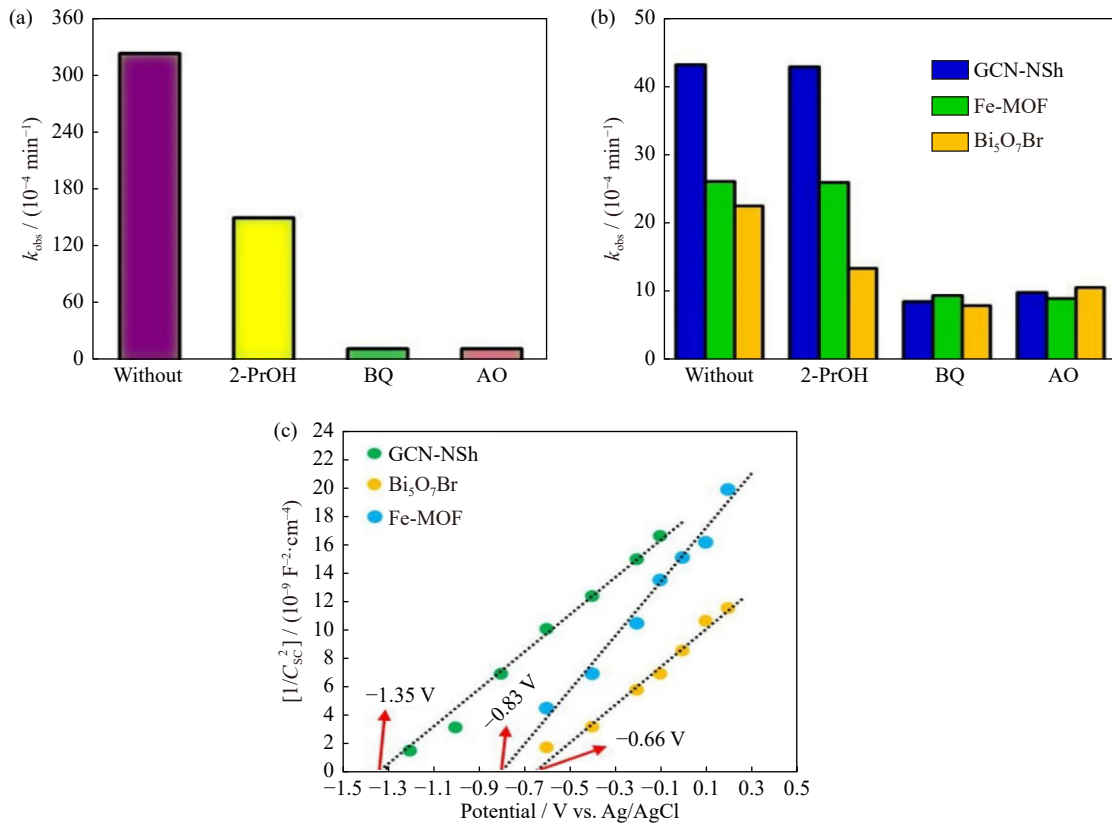 (a)
360
300
240
180
120
60
0
k_obs / (10⁻⁴ min⁻¹)
Without 2-PrOH BQ AO
(b)
50
40
30
20
10
0
k_obs / (10⁻⁴ min⁻¹)
GCN-NSh
Fe-MOF
Bi₅O₇Br
Without 2-PrOH BQ AO
(c)
24
22
20
18
16
14
12
10
8
6
4
2
0
[1/C_SC²] / (10⁻⁹ F⁻²·cm⁻⁴)
GCN-NSh
Bi₅O₇Br
Fe-MOF
−1.35 V
−0.83 V
−0.66 V
−1.5 −1.3 −1.1 −0.9 −0.7 −0.5 −0.3 −0.1 0.1 0.3 0.5
Potential / V vs. Ag/AgCl